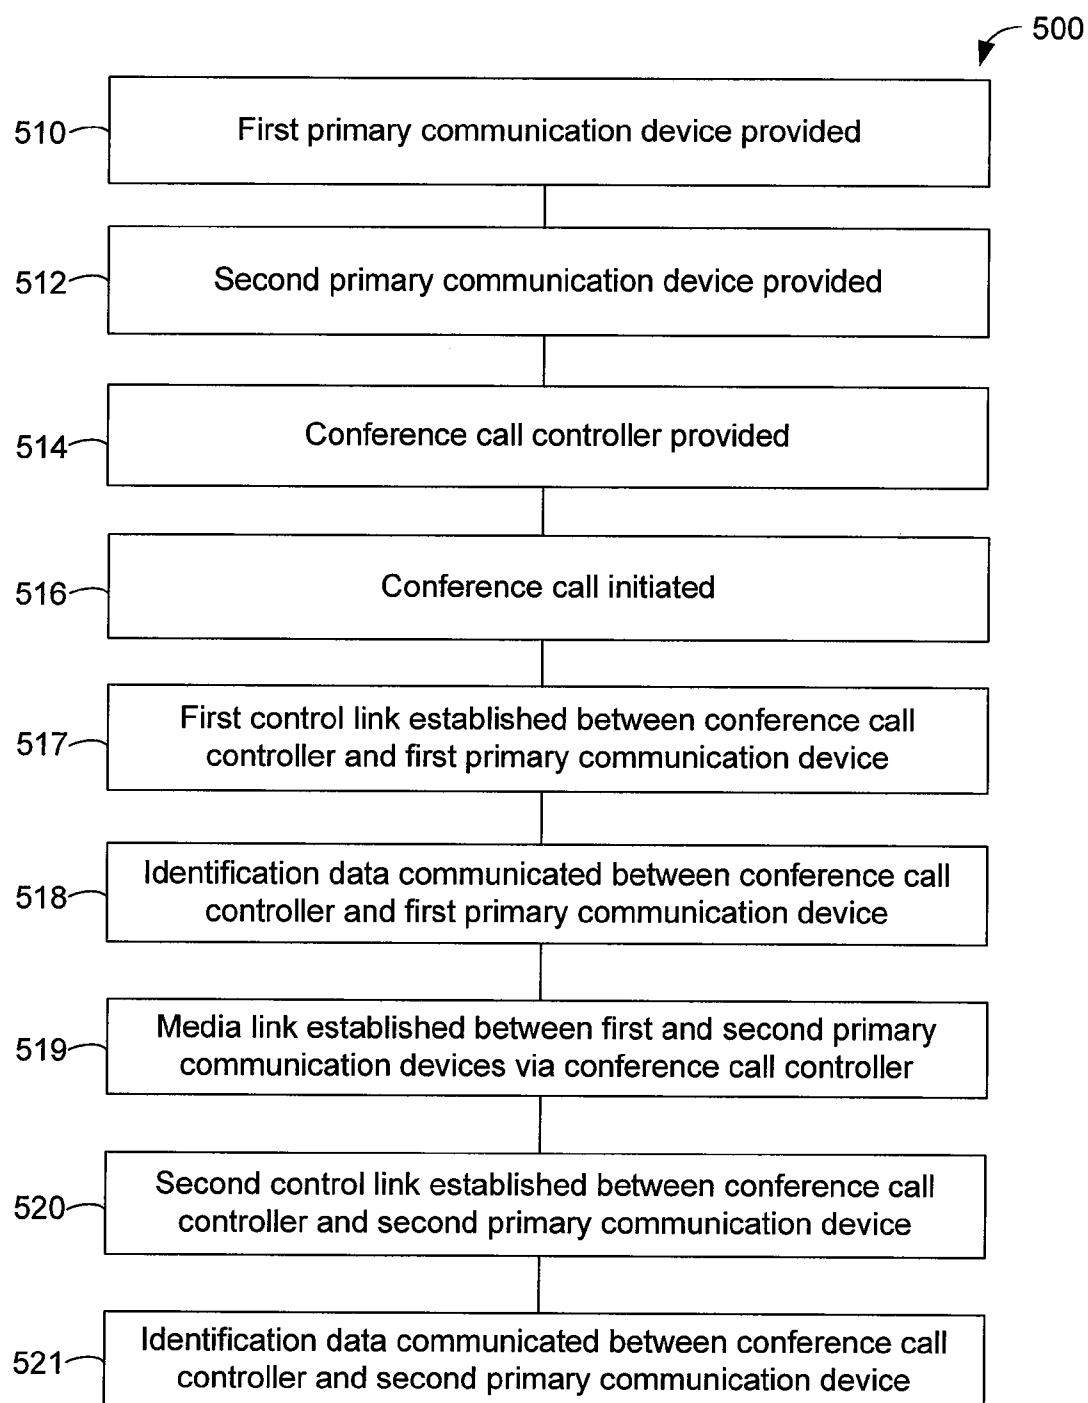 500
510
First primary communication device provided
512
Second primary communication device provided
514
Conference call controller provided
516
Conference call initiated
517
First control link established between conference call
controller and first primary communication device
518
Identification data communicated between conference call
controller and first primary communication device
519
Media link established between first and second primary
communication devices via conference call controller
520
Second control link established between conference call
controller and second primary communication device
521
Identification data communicated between conference call
controller and second primary communication device